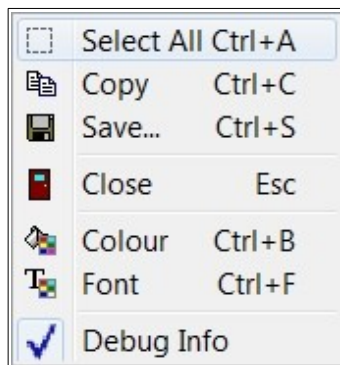 Select All Ctrl+A
Copy Ctrl+C
Save... Ctrl+S
Close Esc
Colour Ctrl+B
Font Ctrl+F
Debug Info